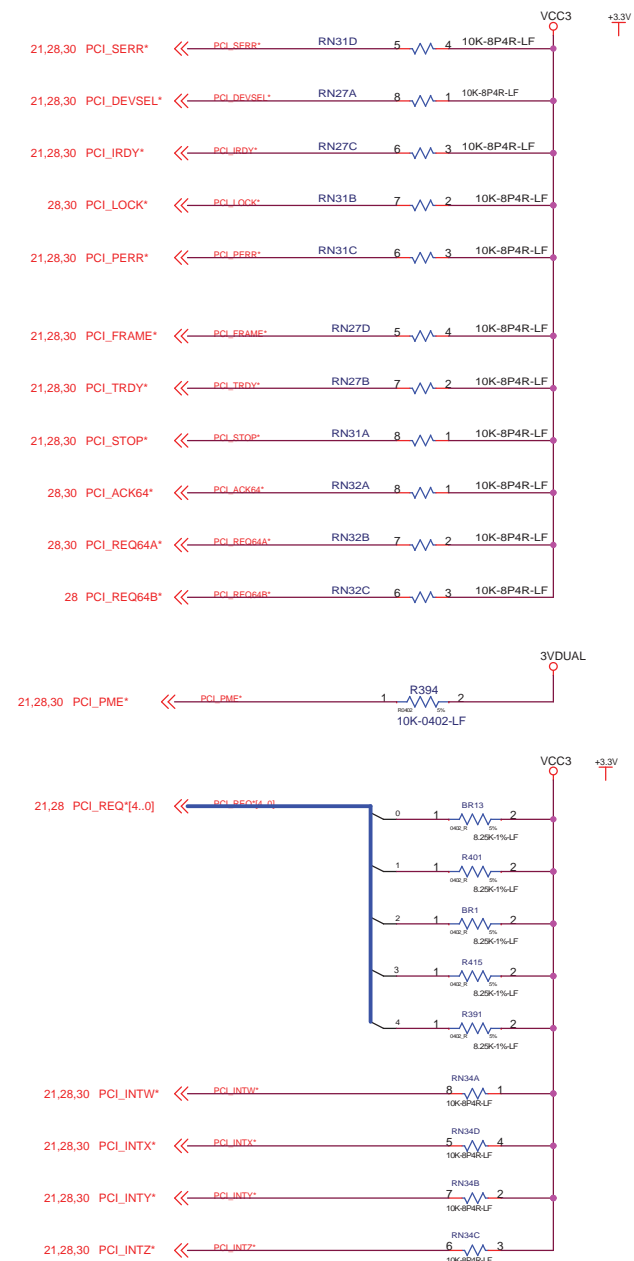 VCC3 +3.3V
21,28,30 PCI_SERR* PCI_SERR* RN31D 5 4 10K-8P4R-LF
21,28,30 PCI_DEVSEL* PCI_DEVSEL* RN27A 8 1 10K-8P4R-LF
21,28,30 PCI_IRDY* PCI_IRDY* RN27C 6 3 10K-8P4R-LF
28,30 PCI_LOCK* PCI_LOCK* RN31B 7 2 10K-8P4R-LF
21,28,30 PCI_PERR* PCI_PERR* RN31C 6 3 10K-8P4R-LF
21,28,30 PCI_FRAME* PCI_FRAME* RN27D 5 4 10K-8P4R-LF
21,28,30 PCI_TRDY* PCI_TRDY* RN27B 7 2 10K-8P4R-LF
21,28,30 PCI_STOP* PCI_STOP* RN31A 8 1 10K-8P4R-LF
28,30 PCI_ACK64* PCI_ACK64* RN32A 8 1 10K-8P4R-LF
28,30 PCI_REQ64A* PCI_REQ64A* RN32B 7 2 10K-8P4R-LF
28 PCI_REQ64B* PCI_REQ64B* RN32C 6 3 10K-8P4R-LF
3VDUAL
21,28,30 PCI_PME* PCI_PME* 1 R394 2
R0402 5%
10K-0402-LF
VCC3 +3.3V
21,28 PCI_REQ*[4..0] PCI_REQ*[4..0]
0 1 BR13 2
0402_R 5%
8.25K-1%-LF
1 1 R401 2
0402_R 5%
8.25K-1%-LF
2 1 BR1 2
0402_R 5%
8.25K-1%-LF
3 1 R415 2
0402_R 5%
8.25K-1%-LF
4 1 R391 2
0402_R 5%
8.25K-1%-LF
RN34A
21,28,30 PCI_INTW* PCI_INTW* 8 1
10K-8P4R-LF
RN34D
21,28,30 PCI_INTX* PCI_INTX* 5 4
10K-8P4R-LF
RN34B
21,28,30 PCI_INTY* PCI_INTY* 7 2
10K-8P4R-LF
RN34C
21,28,30 PCI_INTZ* PCI_INTZ* 6 3
10K-8P4R-LF